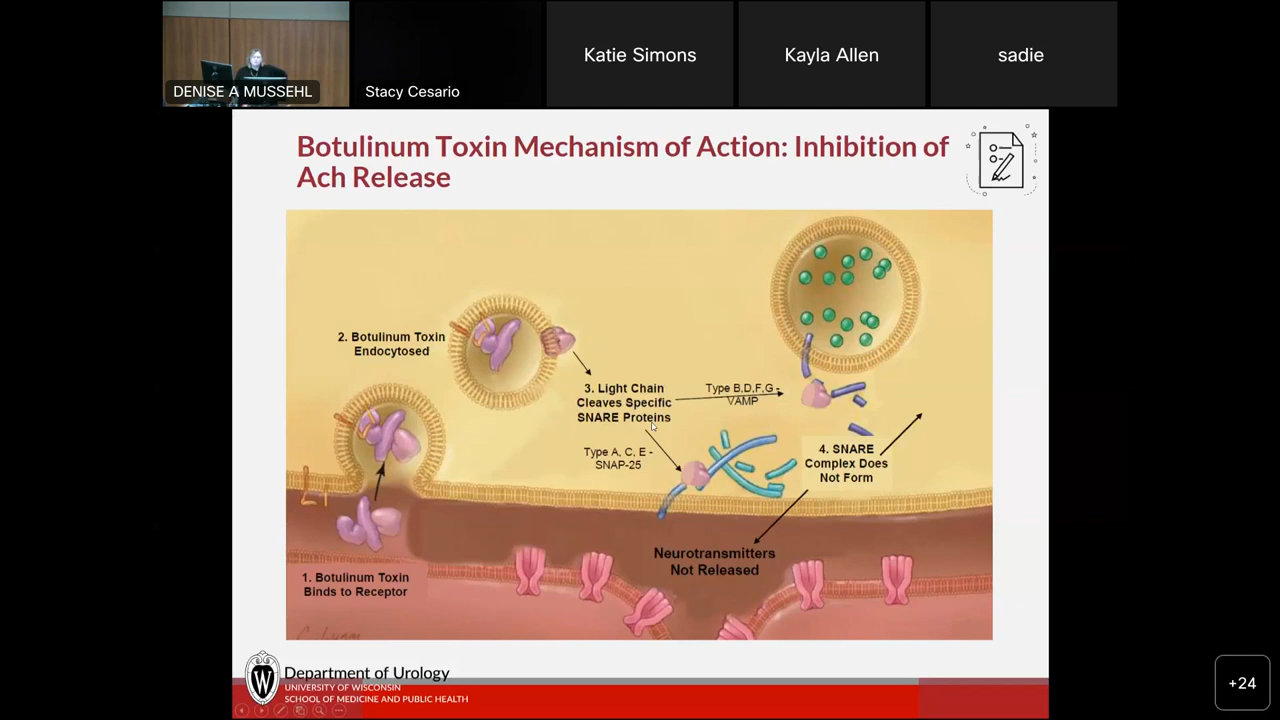 DENISE A MUSSEHL
Stacy Cesario
Katie Simons
Kayla Allen
sadie
Botulinum Toxin Mechanism of Action: Inhibition of
Ach Release
2. Botulinum Toxin
Endocytosed
3. Light Chain
Cleaves Specific
SNARE Proteins
Type B,D,F,G -
VAMP
Type A, C, E -
SNAP-25
4. SNARE
Complex Does
Not Form
Neurotransmitters
Not Released
1. Botulinum Toxin
Binds to Receptor
W
Department of Urology
UNIVERSITY OF WISCONSIN
SCHOOL OF MEDICINE AND PUBLIC HEALTH
+24